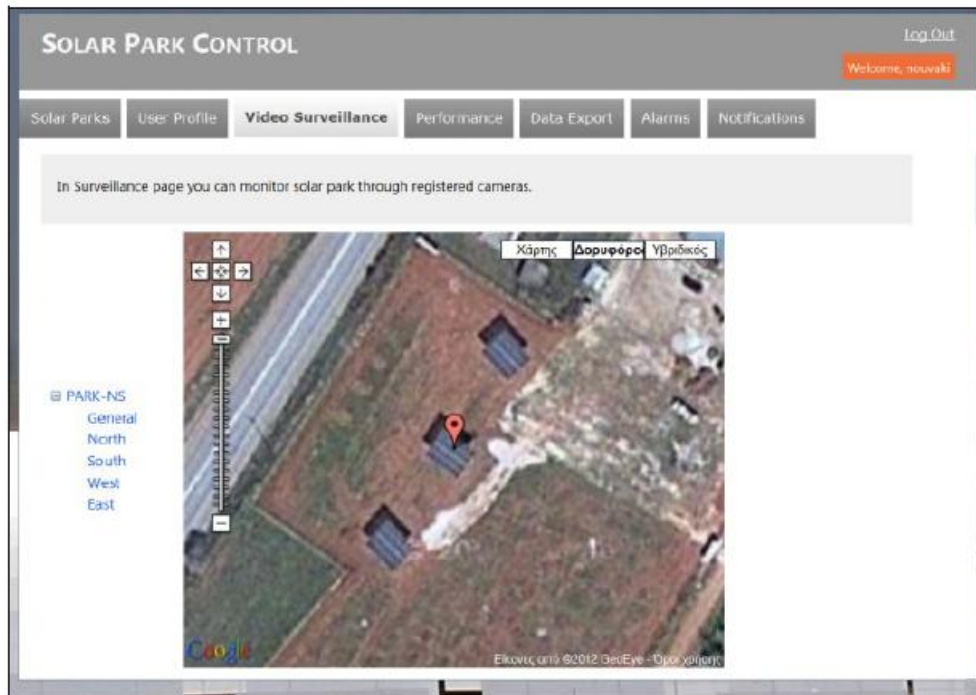 SOLAR PARK CONTROL
Log Out
Welcome, nouvaki
Solar Parks
User Profile
Video Surveillance
Performance
Data Export
Alarms
Notifications
In Surveillance page you can monitor solar park through registered cameras.
Χάρτης
Δορυφόρος
Υβριδικός
PARK-NS
General
North
South
West
East
Google
Εικόνες από ©2012 GeoEye - Όροι χρήσης